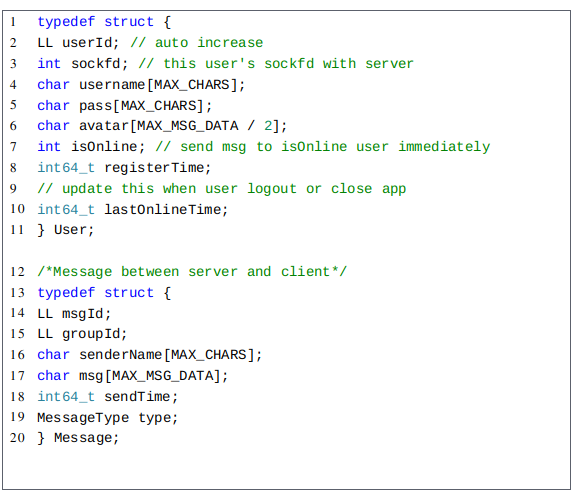 1 typedef struct {
2 LL userId; // auto increase
3 int sockfd; // this user's sockfd with server
4 char username[MAX_CHARS];
5 char pass[MAX_CHARS];
6 char avatar[MAX_MSG_DATA / 2];
7 int isOnline; // send msg to isOnline user immediately
8 int64_t registerTime;
9 // update this when user logout or close app
10 int64_t lastOnlineTime;
11 } User;
12 /*Message between server and client*/
13 typedef struct {
14 LL msgId;
15 LL groupId;
16 char senderName[MAX_CHARS];
17 char msg[MAX_MSG_DATA];
18 int64_t sendTime;
19 MessageType type;
20 } Message;